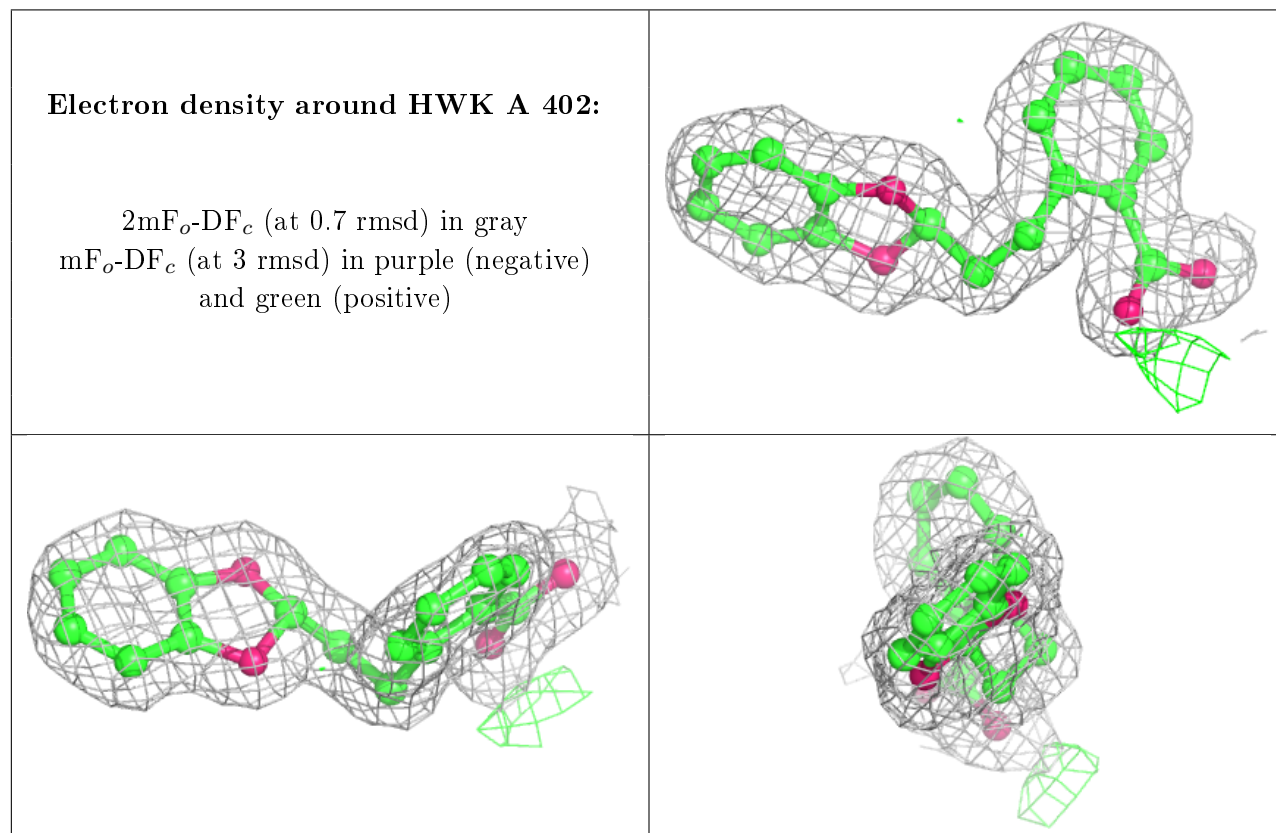 Electron density around HWK A 402:
2mFₒ-DF𝒸 (at 0.7 rmsd) in gray
mFₒ-DF𝒸 (at 3 rmsd) in purple (negative)
and green (positive)